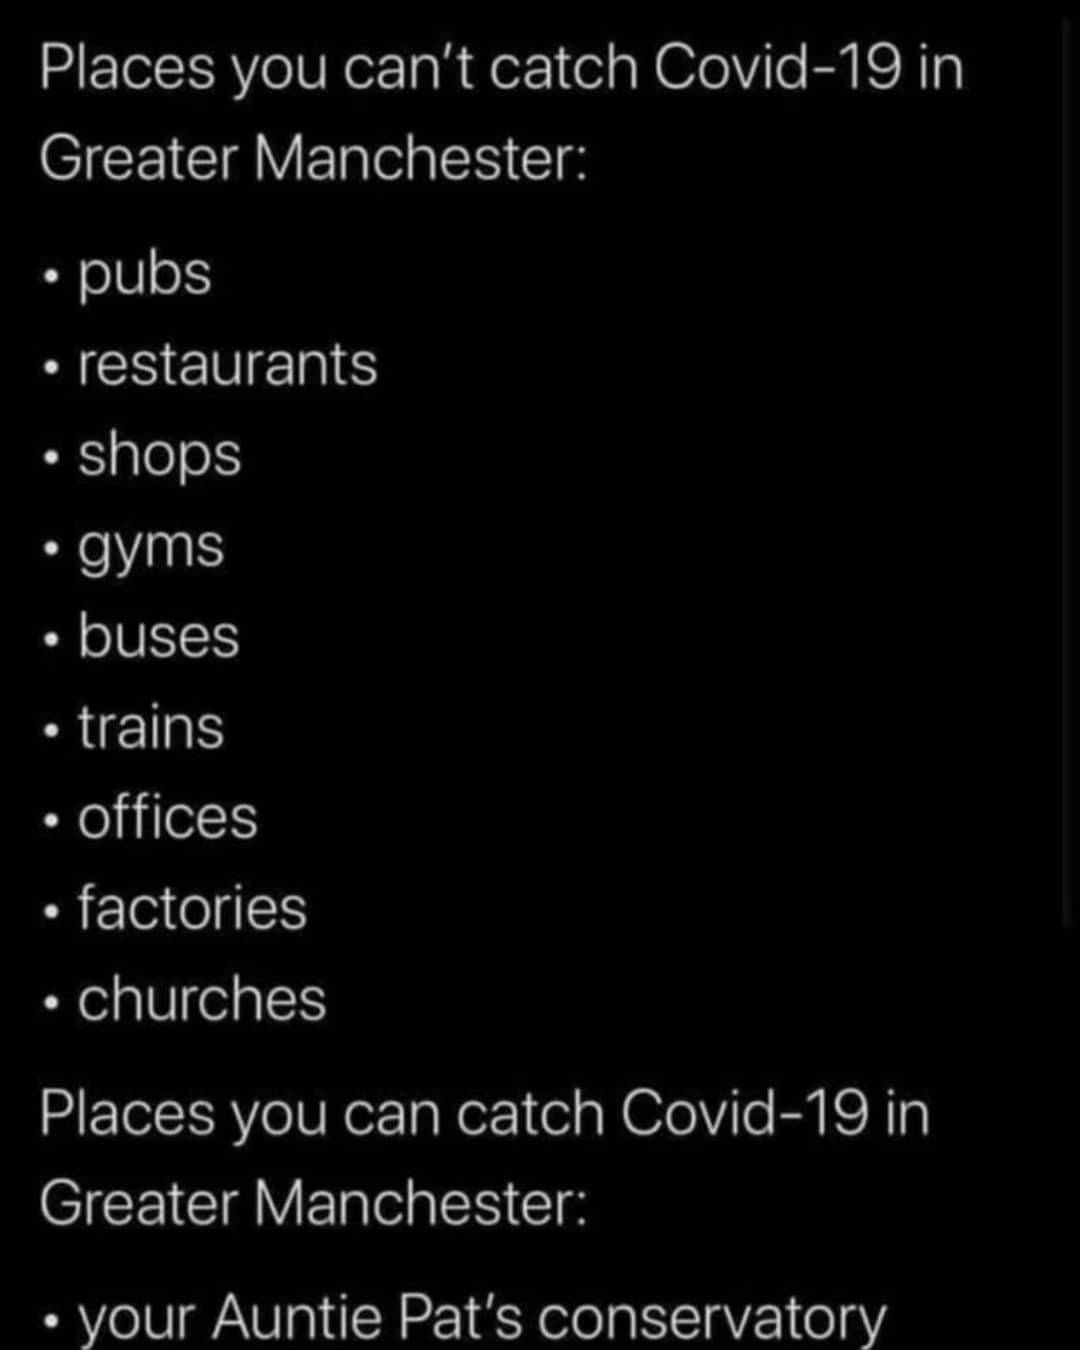 Places you can't catch Covid-19 in
Greater Manchester:
• pubs
• restaurants
• shops
• gyms
• buses
• trains
• offices
• factories
• churches
Places you can catch Covid-19 in
Greater Manchester:
• your Auntie Pat's conservatory